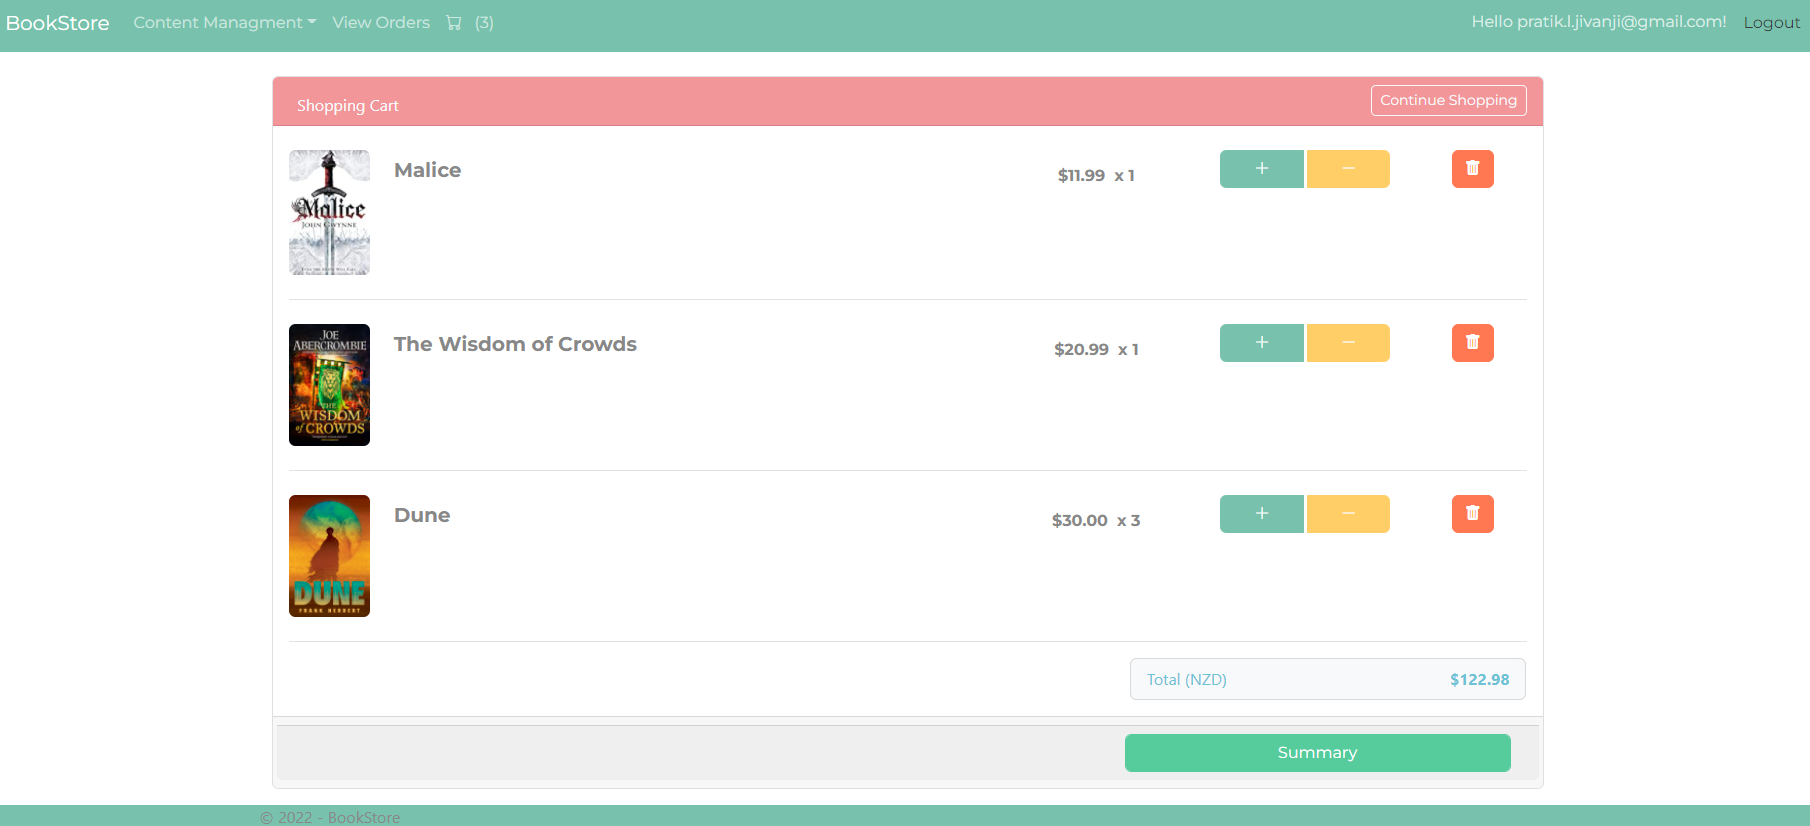 BookStore Content Managment View Orders (3) Hello pratik.l.jivanji@gmail.com! Logout
Shopping Cart Continue Shopping
Malice
JOHN GWYNNE
Malice $11.99 x 1 + −
JOE
ABERCROMBIE
THE
WISDOM
of CROWDS
The Wisdom of Crowds $20.99 x 1 + −
DUNE
FRANK HERBERT
Dune $30.00 x 3 + −
Total (NZD) $122.98
Summary
© 2022 - BookStore